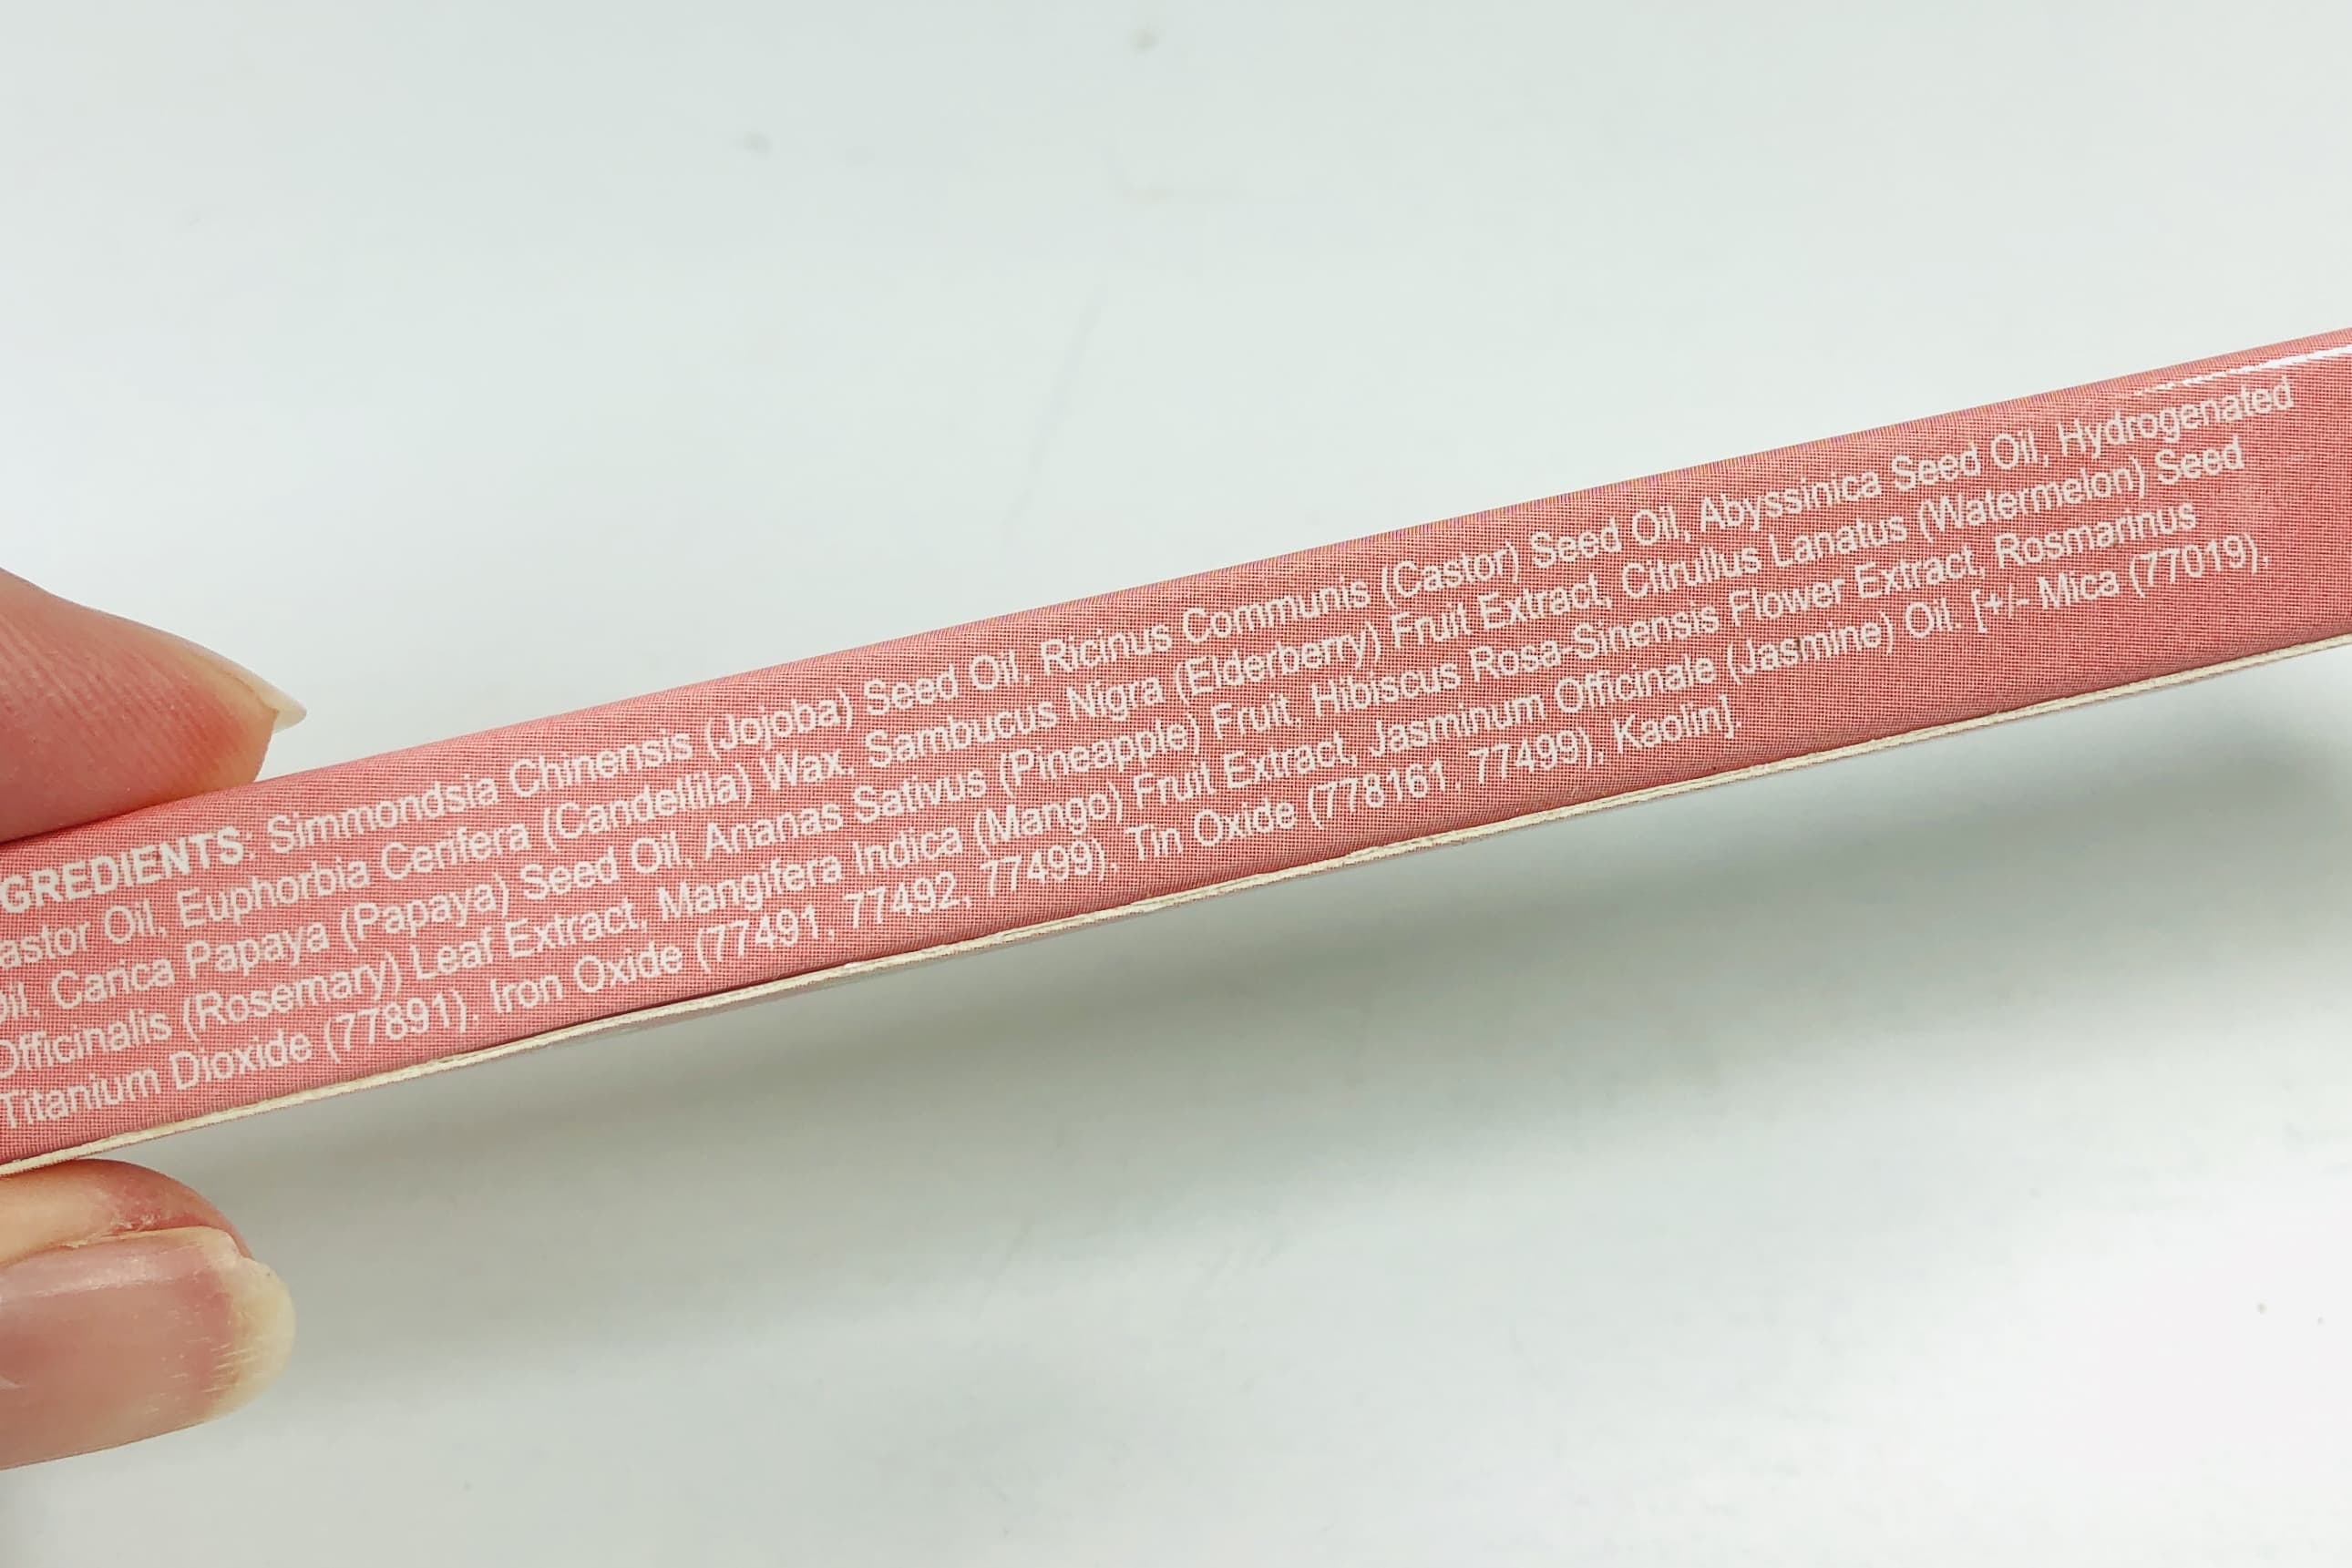 GREDIENTS: Simmondsia Chinensis (Jojoba) Seed Oil, Ricinus Communis (Castor) Seed Oil, Abyssinica Seed Oil, Hydrogenated
astor Oil, Euphorbia Cerifera (Candellila) Wax, Sambucus Nigra (Elderberry) Fruit Extract, Citrullus Lanatus (Watermelon) Seed
Oil, Carica Papaya (Papaya) Seed Oil, Ananas Sativus (Pineapple) Fruit, Hibiscus Rosa-Sinensis Flower Extract, Rosmarinus
Officinalis (Rosemary) Leaf Extract, Mangifera Indica (Mango) Fruit Extract, Jasminum Officinale (Jasmine) Oil, [+/- Mica (77019),
Titanium Dioxide (77891), Iron Oxide (77491, 77492, 77499), Tin Oxide (778161, 77499), Kaolin].